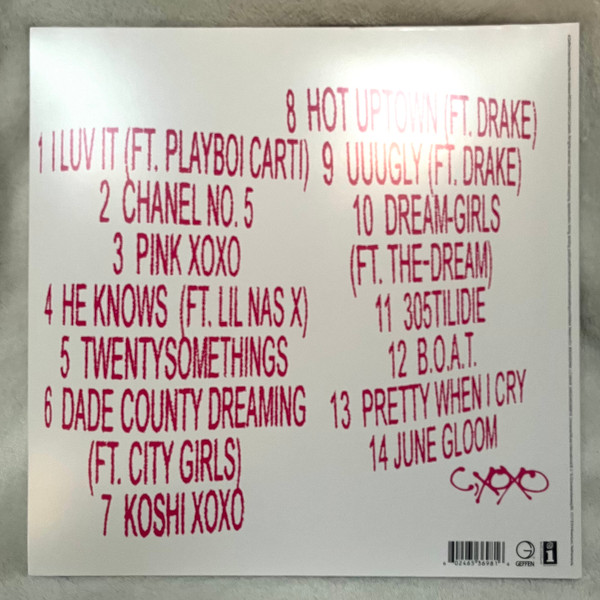 1 I LUV IT (FT. PLAYBOI CARTI)
2 CHANEL NO. 5
3 PINK XOXO
4 HE KNOWS (FT. LIL NAS X)
5 TWENTYSOMETHINGS
6 DADE COUNTY DREAMING
(FT. CITY GIRLS)
7 KOSHI XOXO
8 HOT UPTOWN (FT. DRAKE)
9 UUUGLY (FT. DRAKE)
10 DREAM-GIRLS
(FT. THE-DREAM)
11 305TILIDIE
12 B.O.A.T.
13 PRETTY WHEN I CRY
14 JUNE GLOOM
C,XOXO
GEFFEN